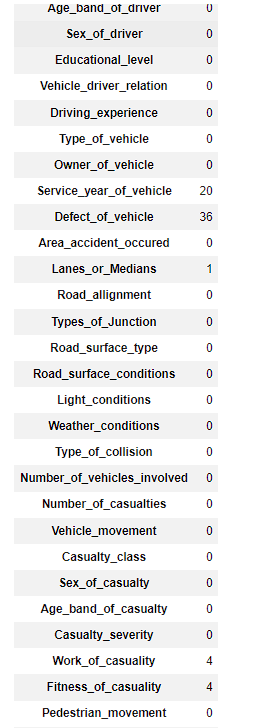 Age_band_of_driver 0
Sex_of_driver 0
Educational_level 0
Vehicle_driver_relation 0
Driving_experience 0
Type_of_vehicle 0
Owner_of_vehicle 0
Service_year_of_vehicle 20
Defect_of_vehicle 36
Area_accident_occured 0
Lanes_or_Medians 1
Road_allignment 0
Types_of_Junction 0
Road_surface_type 0
Road_surface_conditions 0
Light_conditions 0
Weather_conditions 0
Type_of_collision 0
Number_of_vehicles_involved 0
Number_of_casualties 0
Vehicle_movement 0
Casualty_class 0
Sex_of_casualty 0
Age_band_of_casualty 0
Casualty_severity 0
Work_of_casuality 4
Fitness_of_casuality 4
Pedestrian_movement 0